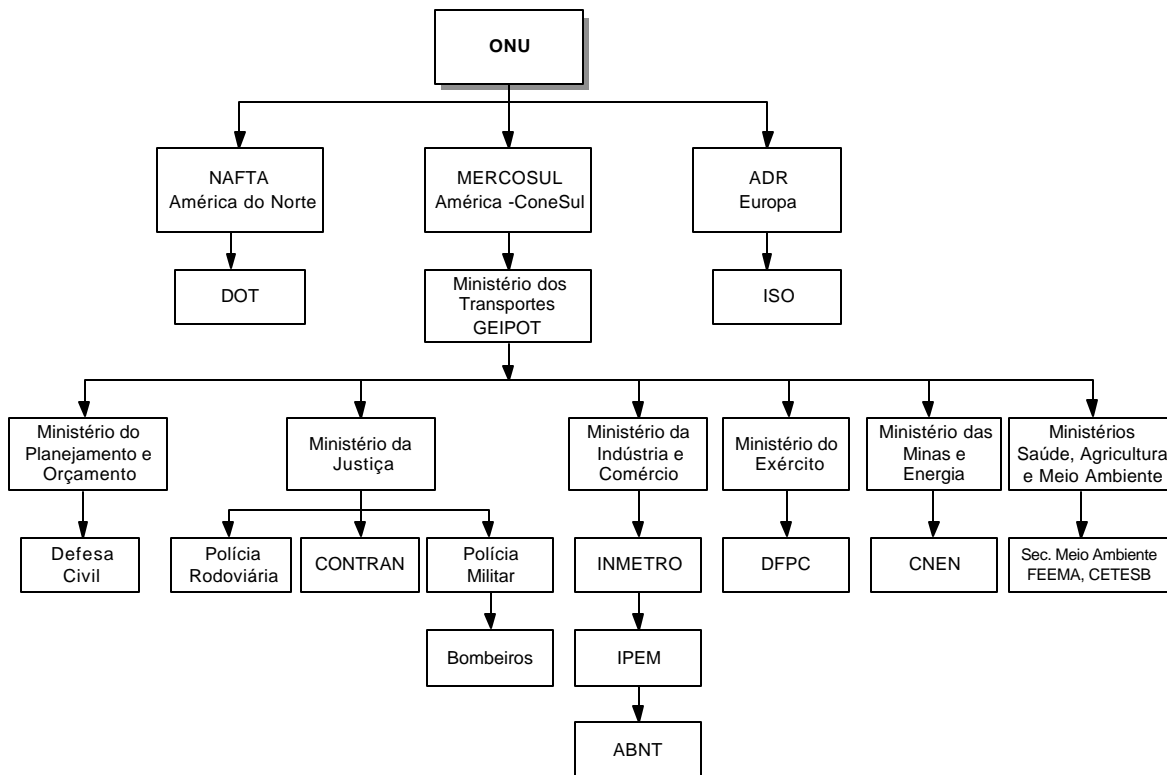 ONU
NAFTA
América do Norte
MERCOSUL
América -ConeSul
ADR
Europa
DOT
Ministério dos
Transportes
GEIPOT
ISO
Ministério do
Planejamento e
Orçamento
Ministério da
Justiça
Ministério da
Indústria e
Comércio
Ministério do
Exército
Ministério das
Minas e
Energia
Ministérios
Saúde, Agricultura
e Meio Ambiente
Defesa
Civil
Polícia
Rodoviária
CONTRAN
Polícia
Militar
INMETRO
DFPC
CNEN
Sec. Meio Ambiente
FEEMA, CETESB
Bombeiros
IPEM
ABNT